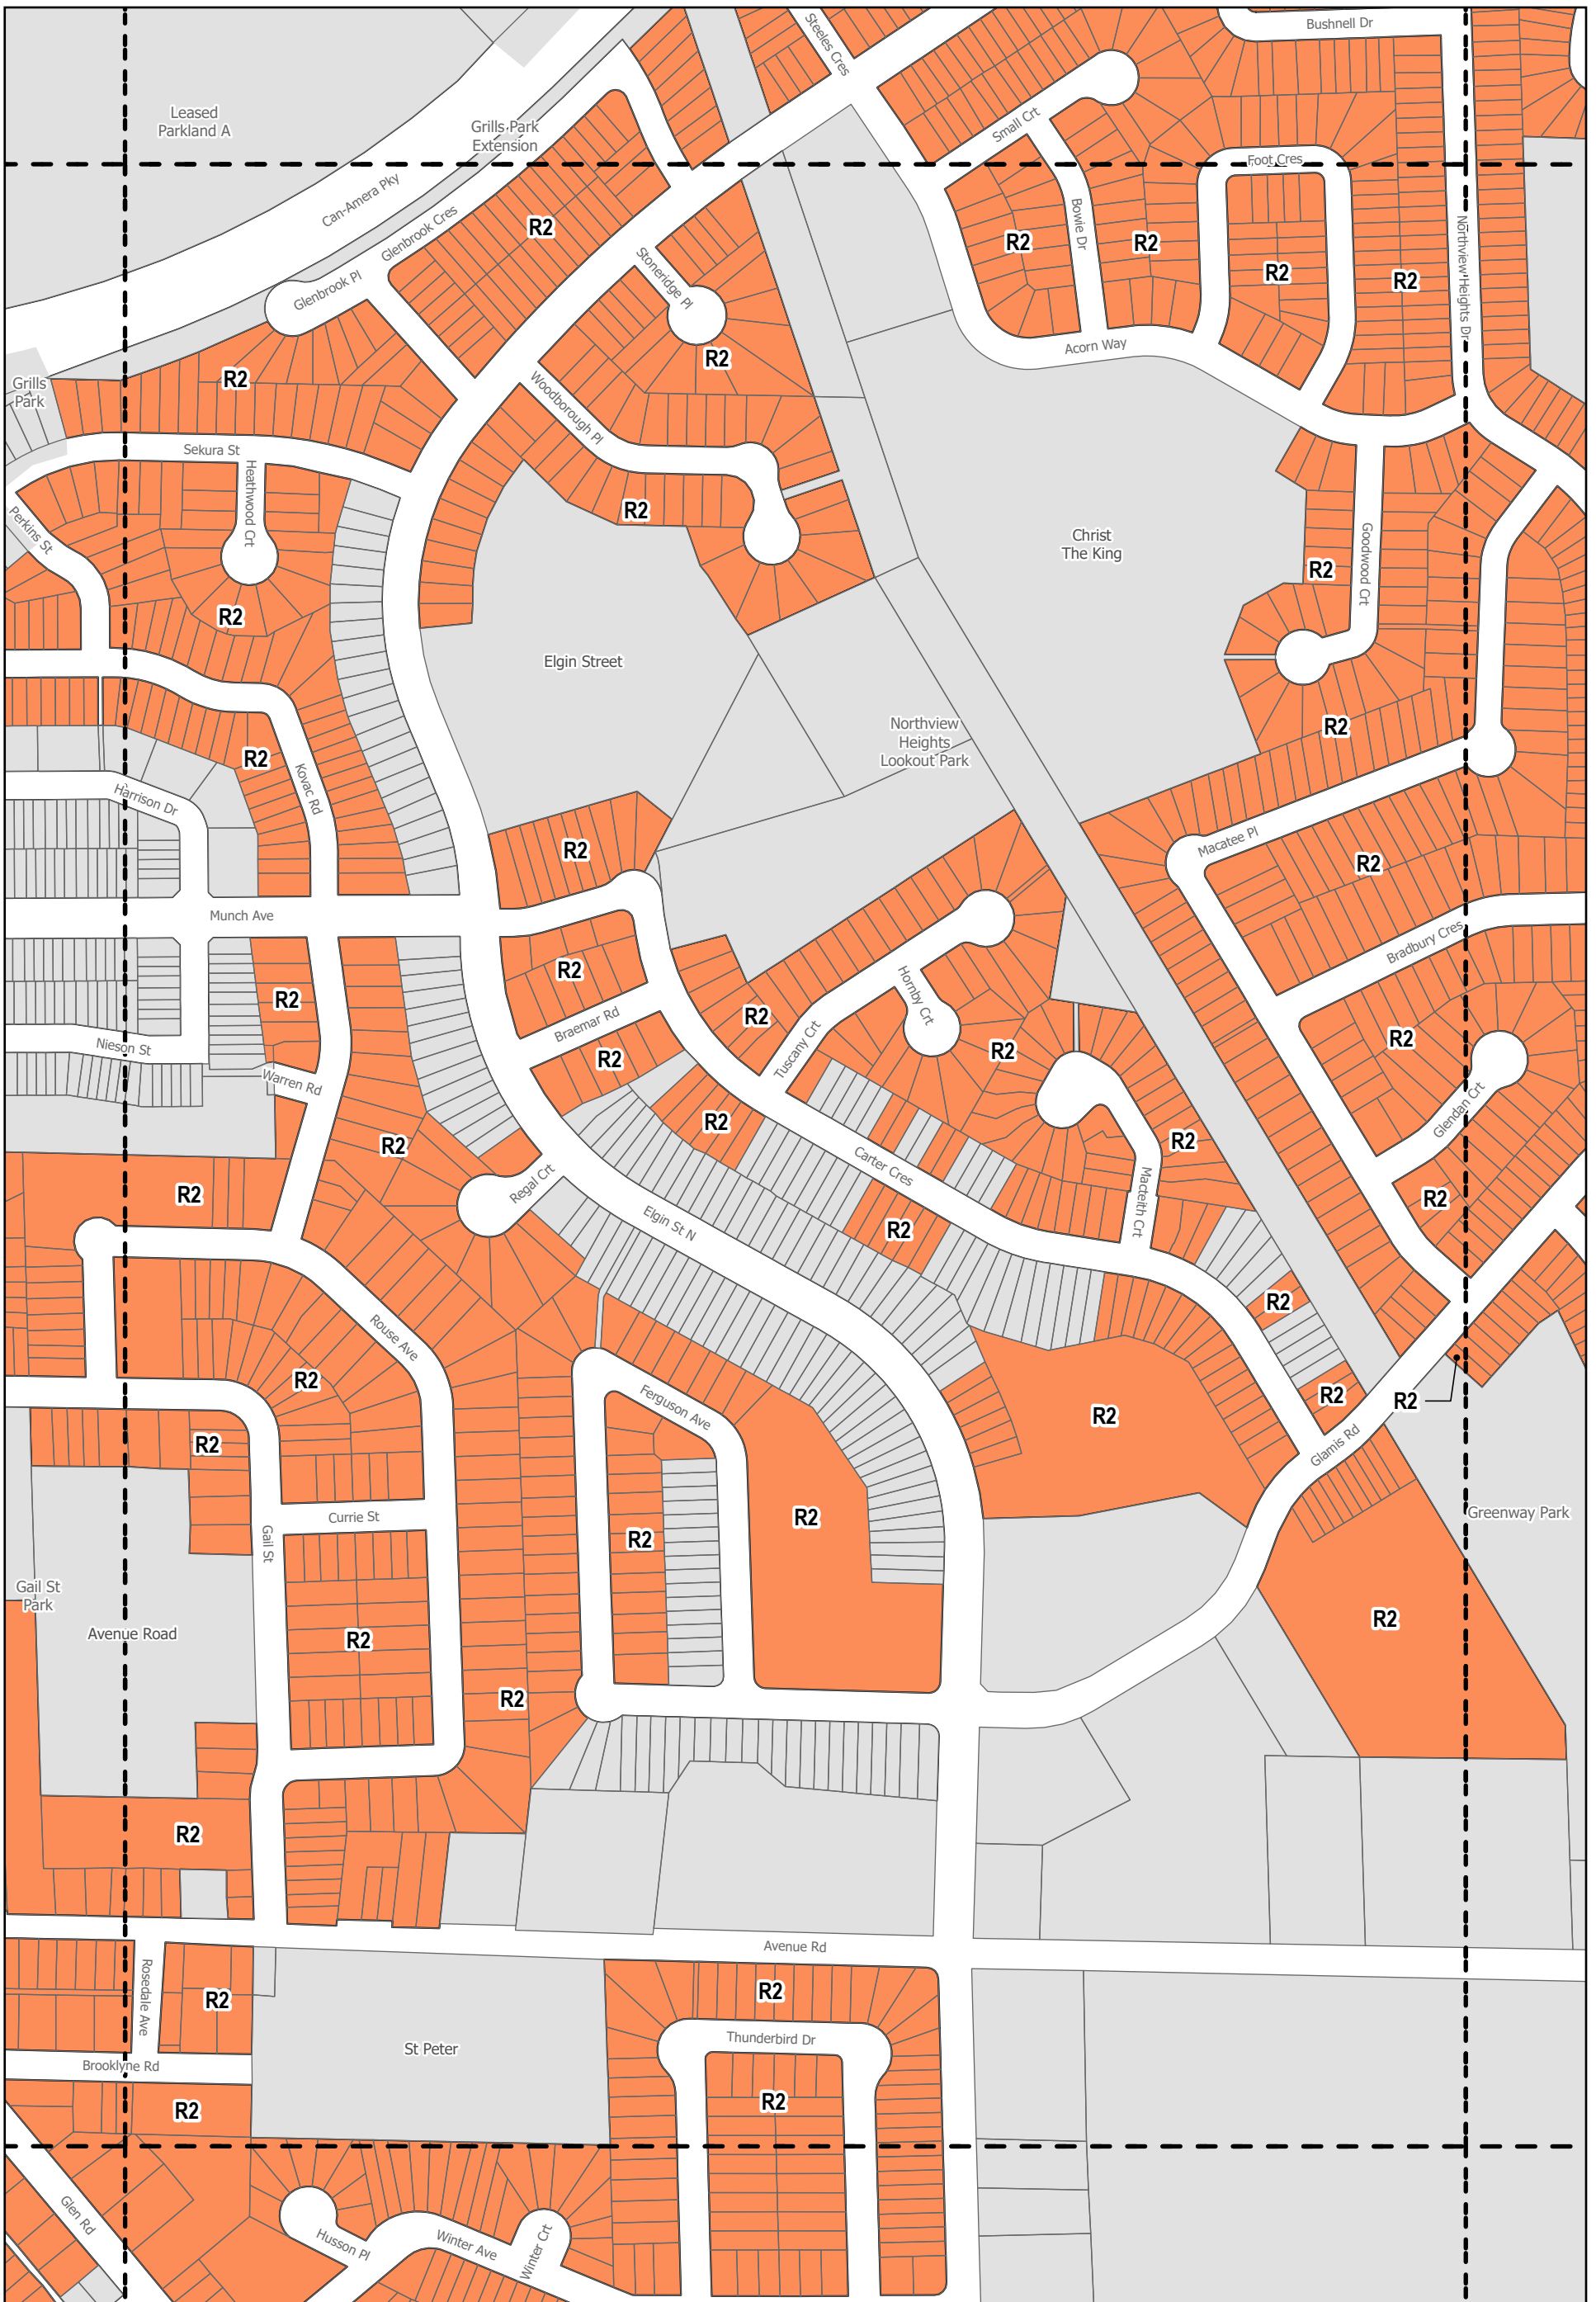 Bushnell Dr
Steeles Cres
Leased
Parkland A
Grills Park
Extension
Small Crt
Foot Cres
Can-Amera Pky
Glenbrook Cres
R2
Bowie Dr
R2
R2
R2
R2
Northview Heights Dr
Stoneridge Pl
Glenbrook Pl
Acorn Way
R2
R2
Grills
Park
Woodborough Pl
Sekura St
Heathwood Crt
R2
Perkins St
Christ
The King
Goodwood Crt
R2
R2
Elgin Street
Northview
Heights
Lookout Park
R2
R2
Kovac Rd
Harrison Dr
R2
Macatee Pl
R2
Munch Ave
Bradbury Cres
R2
Hornby Crt
R2
R2
Braemar Rd
Tuscany Crt
R2
R2
R2
Nieson St
Warren Rd
Glendan Crt
R2
R2
R2
Carter Cres
Regal Crt
R2
Macteith Crt
R2
Elgin St N
R2
R2
Rouse Ave
R2
R2
Ferguson Ave
R2
R2
R2
R2
Glamis Rd
Greenway Park
Currie St
Gail St
R2
R2
Gail St
Park
R2
Avenue Road
R2
R2
R2
Avenue Rd
Rosedale Ave
R2
R2
Thunderbird Dr
St Peter
Brooklyne Rd
R2
R2
Glen Rd
Husson Pl
Winter Ave
Winter Crt